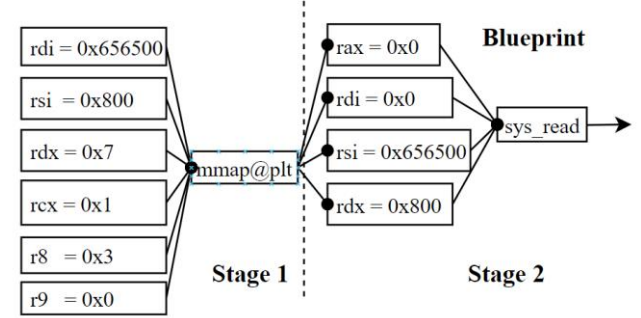 rdi = 0x656500
rsi = 0x800
rdx = 0x7
rcx = 0x1
r8 = 0x3
r9 = 0x0
mmap@plt
Stage 1
rax = 0x0
rdi = 0x0
rsi = 0x656500
rdx = 0x800
Blueprint
sys_read
Stage 2